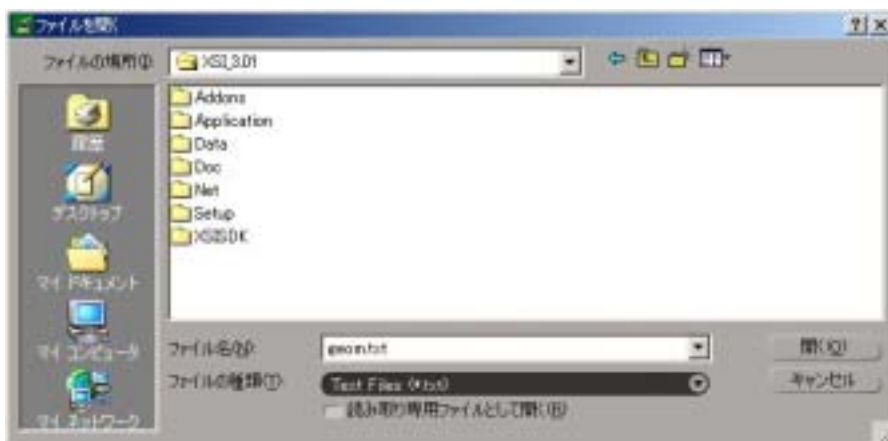 ファイルを開く
ファイルの場所(I):
XSI_3.01
履歴
デスクトップ
マイ ドキュメント
マイ コンピュータ
マイ ネットワーク
Addons
Application
Data
Doc
Net
Setup
XSISDK
ファイル名(N):
geom.txt
開く(O)
ファイルの種類(T):
Text Files (*.txt)
キャンセル
読み取り専用ファイルとして開く(R)